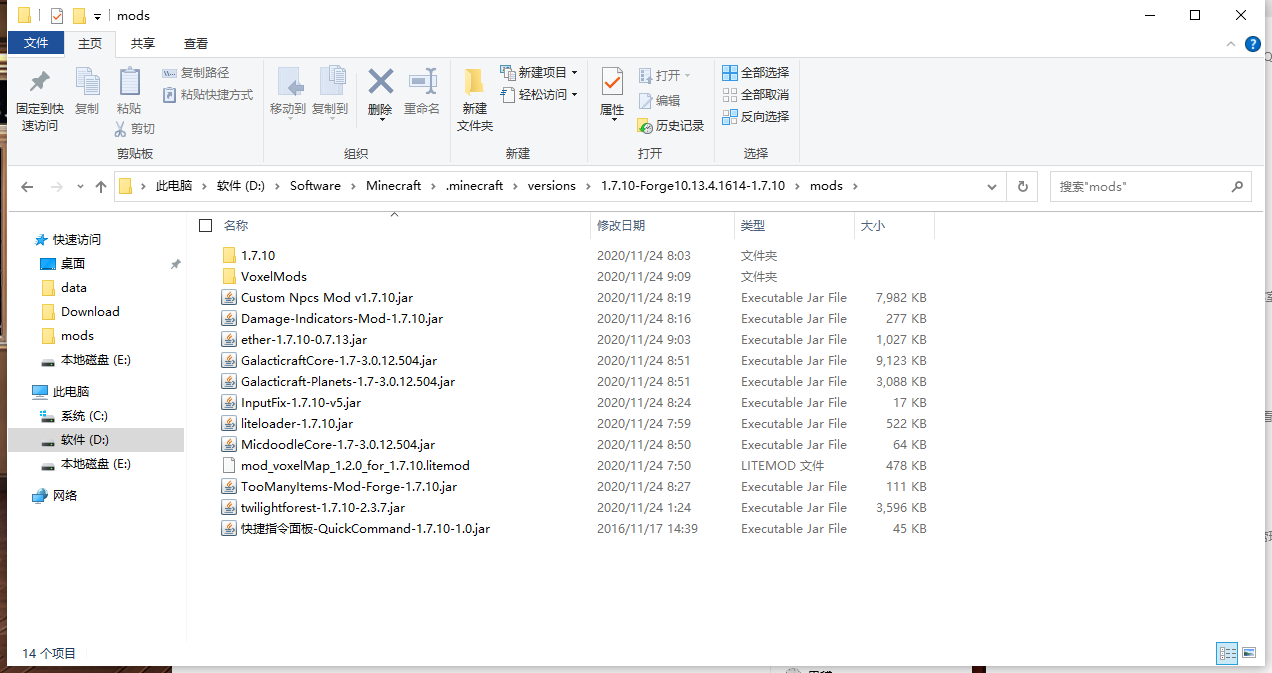 mods
文件 主页 共享 查看
固定到快速访问
复制
粘贴
复制路径
粘贴快捷方式
剪切
剪贴板
移动到
复制到
删除
重命名
组织
新建文件夹
新建项目
轻松访问
新建
属性
打开
编辑
历史记录
打开
全部选择
全部取消
反向选择
选择
此电脑 › 软件 (D:) › Software › Minecraft › .minecraft › versions › 1.7.10-Forge10.13.4.1614-1.7.10 › mods ›
搜索"mods"
快速访问
桌面
data
Download
mods
本地磁盘 (E:)
此电脑
系统 (C:)
软件 (D:)
本地磁盘 (E:)
网络
名称 修改日期 类型 大小
1.7.10 2020/11/24 8:03 文件夹
VoxelMods 2020/11/24 9:09 文件夹
Custom Npcs Mod v1.7.10.jar 2020/11/24 8:19 Executable Jar File 7,982 KB
Damage-Indicators-Mod-1.7.10.jar 2020/11/24 8:16 Executable Jar File 277 KB
ether-1.7.10-0.7.13.jar 2020/11/24 9:03 Executable Jar File 1,027 KB
GalacticraftCore-1.7-3.0.12.504.jar 2020/11/24 8:51 Executable Jar File 9,123 KB
Galacticraft-Planets-1.7-3.0.12.504.jar 2020/11/24 8:51 Executable Jar File 3,088 KB
InputFix-1.7.10-v5.jar 2020/11/24 8:24 Executable Jar File 17 KB
liteloader-1.7.10.jar 2020/11/24 7:59 Executable Jar File 522 KB
MicdoodleCore-1.7-3.0.12.504.jar 2020/11/24 8:50 Executable Jar File 64 KB
mod_voxelMap_1.2.0_for_1.7.10.litemod 2020/11/24 7:50 LITEMOD 文件 478 KB
TooManyItems-Mod-Forge-1.7.10.jar 2020/11/24 8:27 Executable Jar File 111 KB
twilightforest-1.7.10-2.3.7.jar 2020/11/24 1:24 Executable Jar File 3,596 KB
快捷指令面板-QuickCommand-1.7.10-1.0.jar 2016/11/17 14:39 Executable Jar File 45 KB
14 个项目